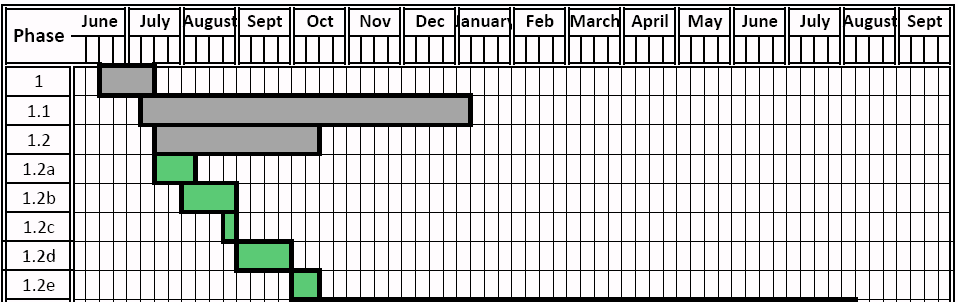 Phase June July August Sept Oct Nov Dec January Feb March April May June July August Sept
1
1.1
1.2
1.2a
1.2b
1.2c
1.2d
1.2e